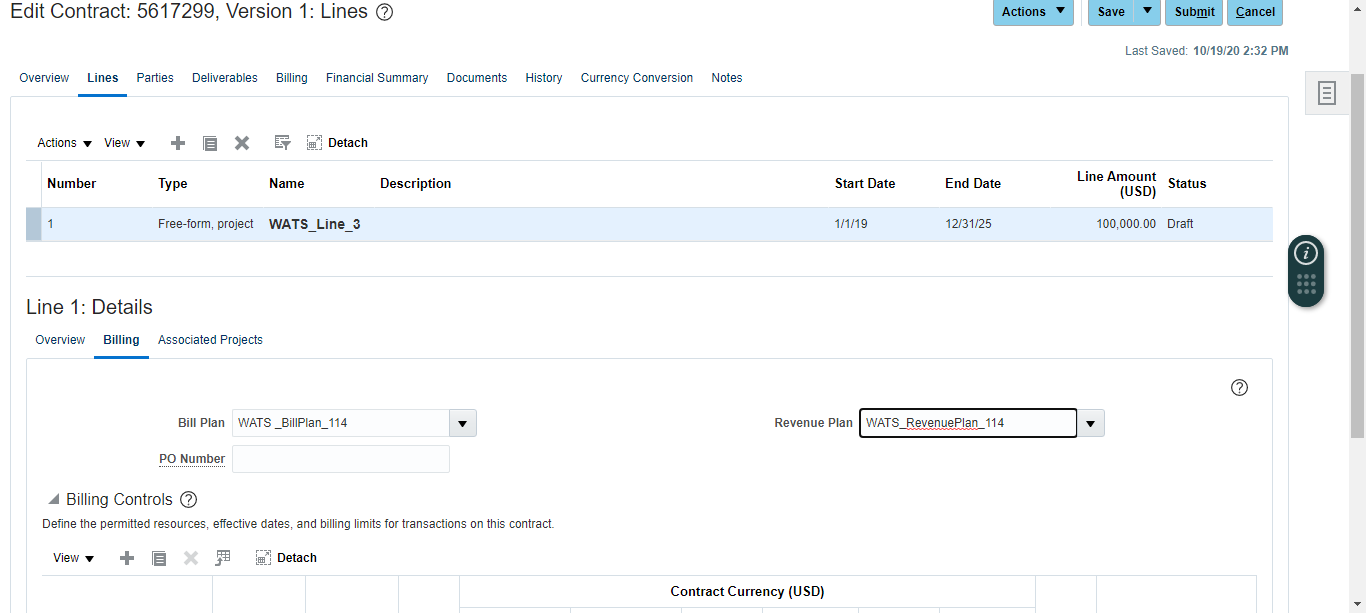 Edit Contract: 5617299, Version 1: Lines
Actions Save Submit Cancel
Last Saved: 10/19/20 2:32 PM
Overview Lines Parties Deliverables Billing Financial Summary Documents History Currency Conversion Notes
Actions View Detach
Number Type Name Description Start Date End Date Line Amount (USD) Status
1 Free-form, project WATS_Line_3 1/1/19 12/31/25 100,000.00 Draft
Line 1: Details
Overview Billing Associated Projects
Bill Plan WATS _BillPlan_114 Revenue Plan WATS_RevenuePlan_114
PO Number
Billing Controls
Define the permitted resources, effective dates, and billing limits for transactions on this contract.
View Detach
Contract Currency (USD)